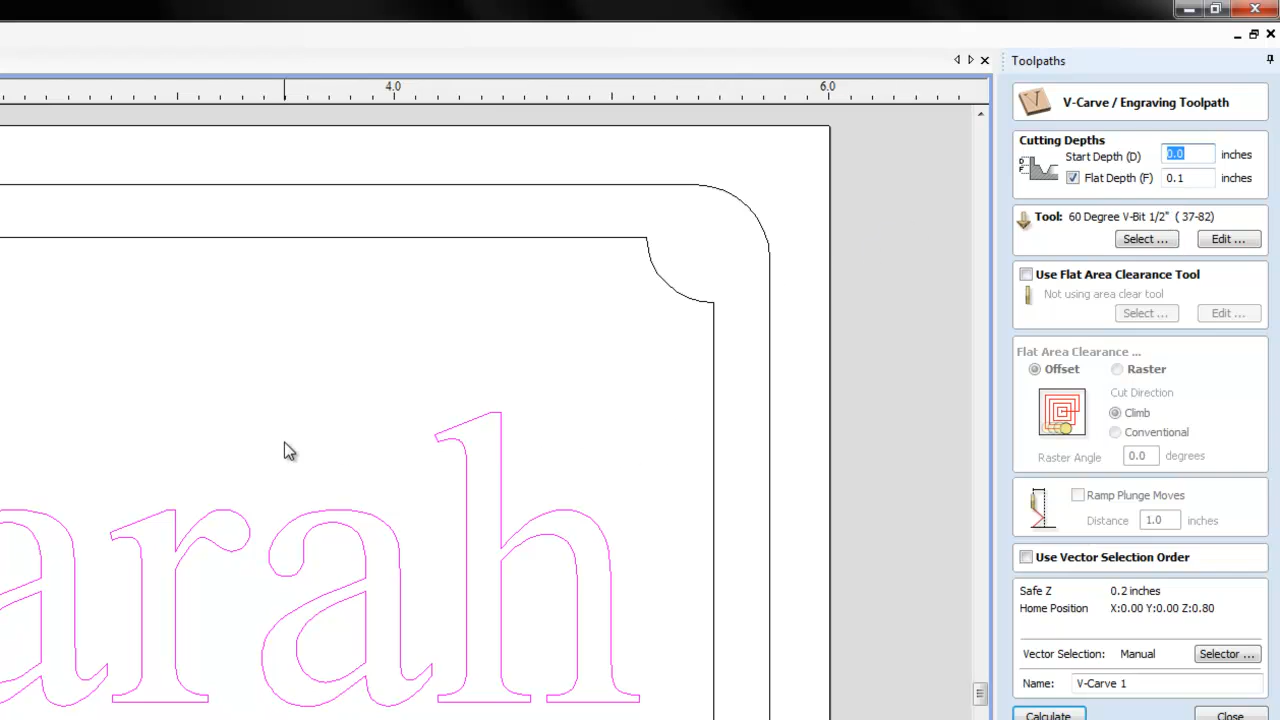 4.0
6.0
Toolpaths
V-Carve / Engraving Toolpath
Cutting Depths
Start Depth (D) 0.0 inches
Flat Depth (F) 0.1 inches
Tool: 60 Degree V-Bit 1/2" ( 37-82)
Select ... Edit ...
Use Flat Area Clearance Tool
Not using area clear tool
Select ... Edit ...
Flat Area Clearance ...
Offset Raster
Cut Direction
Climb
Conventional
Raster Angle 0.0 degrees
Ramp Plunge Moves
Distance 1.0 inches
Use Vector Selection Order
Safe Z 0.2 inches
Home Position X:0.00 Y:0.00 Z:0.80
Vector Selection: Manual Selector ...
Name: V-Carve 1
Calculate Close
arah